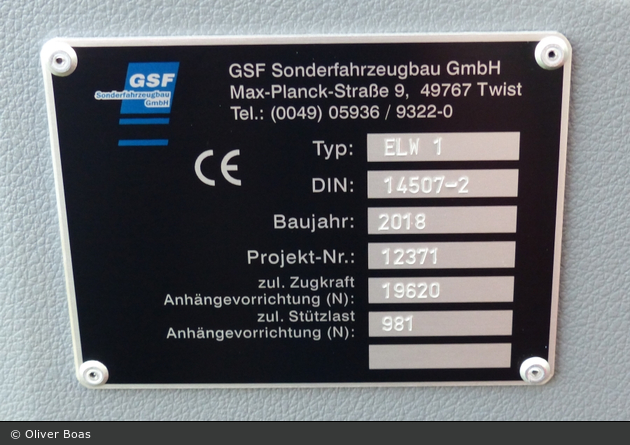 GSF
Sonderfahrzeugbau
GmbH
GSF Sonderfahrzeugbau GmbH
Max-Planck-Straße 9, 49767 Twist
Tel.: (0049) 05936 / 9322-0
CE
Typ: ELW 1
DIN: 14507-2
Baujahr: 2018
Projekt-Nr.: 12371
zul. Zugkraft
Anhängevorrichtung (N): 19620
zul. Stützlast
Anhängevorrichtung (N): 981
© Oliver Boas